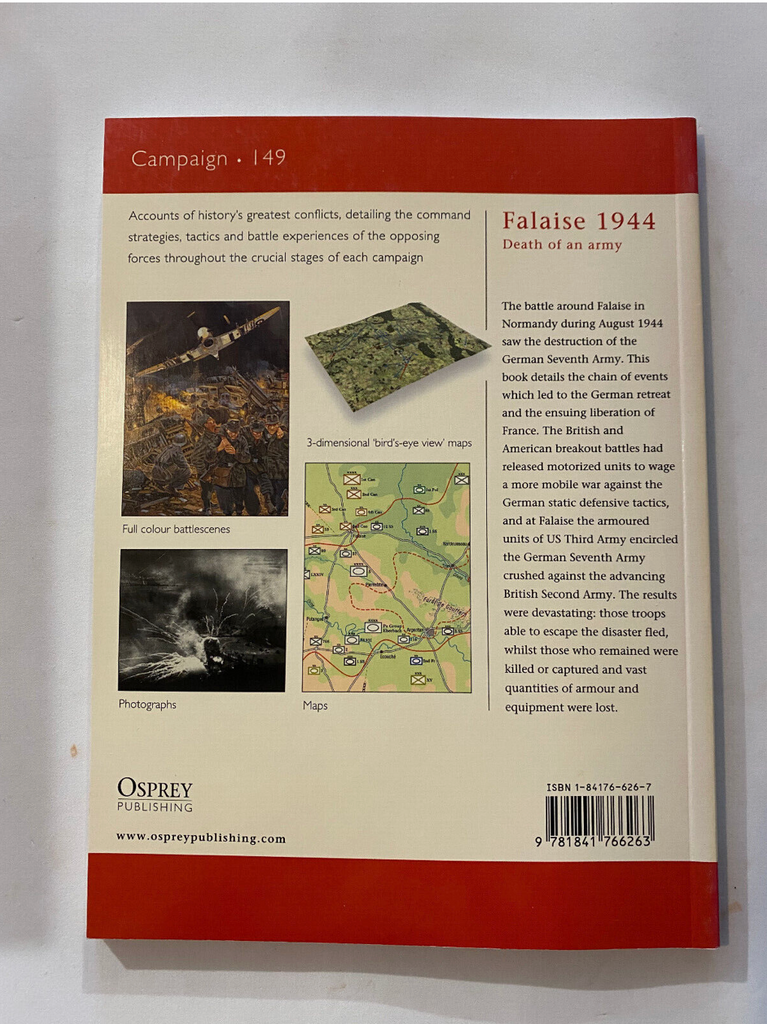 Campaign · 149
Accounts of history's greatest conflicts, detailing the command
strategies, tactics and battle experiences of the opposing
forces throughout the crucial stages of each campaign
Full colour battlescenes
3-dimensional 'bird's-eye view' maps
Photographs
Maps
Falaise 1944
Death of an army
The battle around Falaise in
Normandy during August 1944
saw the destruction of the
German Seventh Army. This
book details the chain of events
which led to the German retreat
and the ensuing liberation of
France. The British and
American breakout battles had
released motorized units to wage
a more mobile war against the
German static defensive tactics,
and at Falaise the armoured
units of US Third Army encircled
the German Seventh Army
crushed against the advancing
British Second Army. The results
were devastating: those troops
able to escape the disaster fled,
whilst those who remained were
killed or captured and vast
quantities of armour and
equipment were lost.
OSPREY
PUBLISHING
www.ospreypublishing.com
ISBN 1-84176-626-7
9 781841 766263